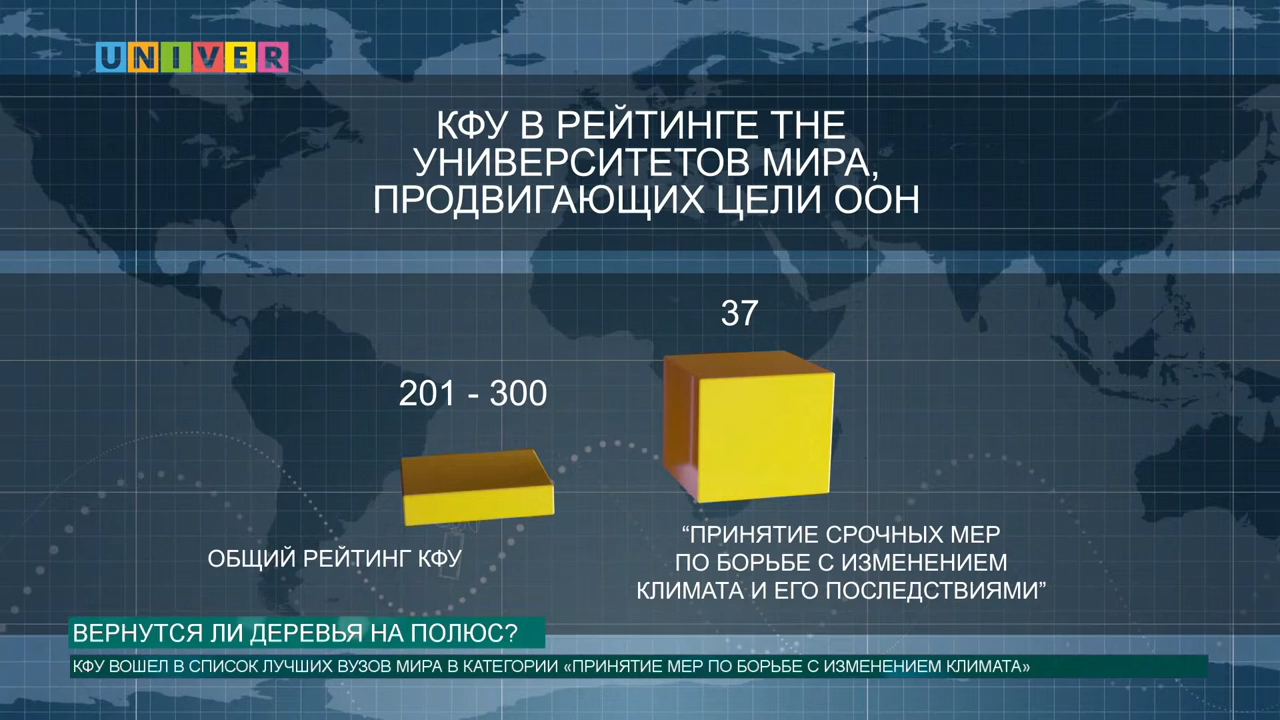 UNIVER
КФУ В РЕЙТИНГЕ THE
УНИВЕРСИТЕТОВ МИРА,
ПРОДВИГАЮЩИХ ЦЕЛИ ООН
37
201 - 300
“ПРИНЯТИЕ СРОЧНЫХ МЕР
ПО БОРЬБЕ С ИЗМЕНЕНИЕМ
КЛИМАТА И ЕГО ПОСЛЕДСТВИЯМИ”
ОБЩИЙ РЕЙТИНГ КФУ
ВЕРНУТСЯ ЛИ ДЕРЕВЬЯ НА ПОЛЮС?
КФУ ВОШЕЛ В СПИСОК ЛУЧШИХ ВУЗОВ МИРА В КАТЕГОРИИ «ПРИНЯТИЕ МЕР ПО БОРЬБЕ С ИЗМЕНЕНИЕМ КЛИМАТА»